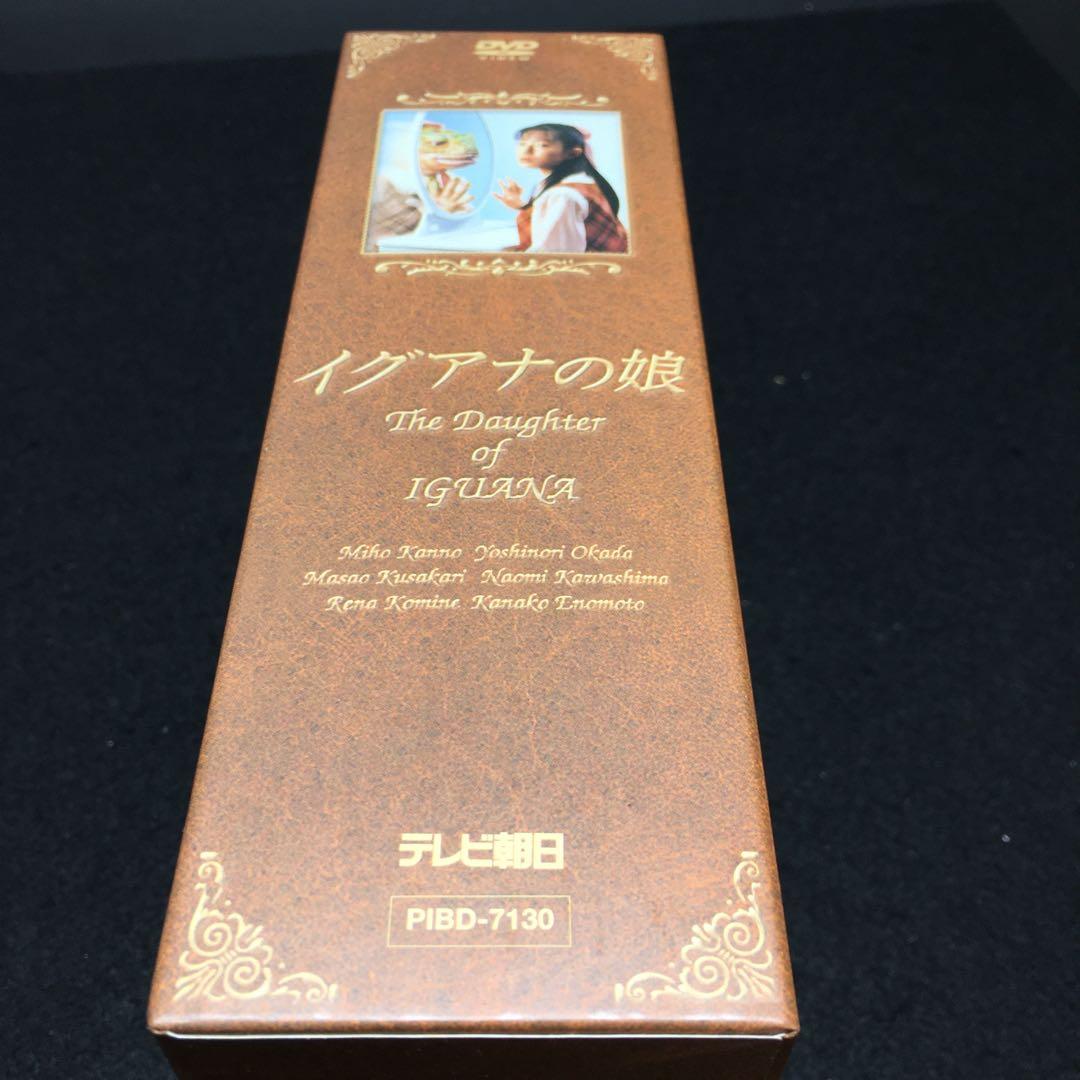 DVD
VIDEO
イグアナの娘
The Daughter
of
IGUANA
Miho Kanno Yoshinori Okada
Masao Kusakari Naomi Kawashima
Rena Komine Kanako Enomoto
テレビ朝日
PIBD-7130